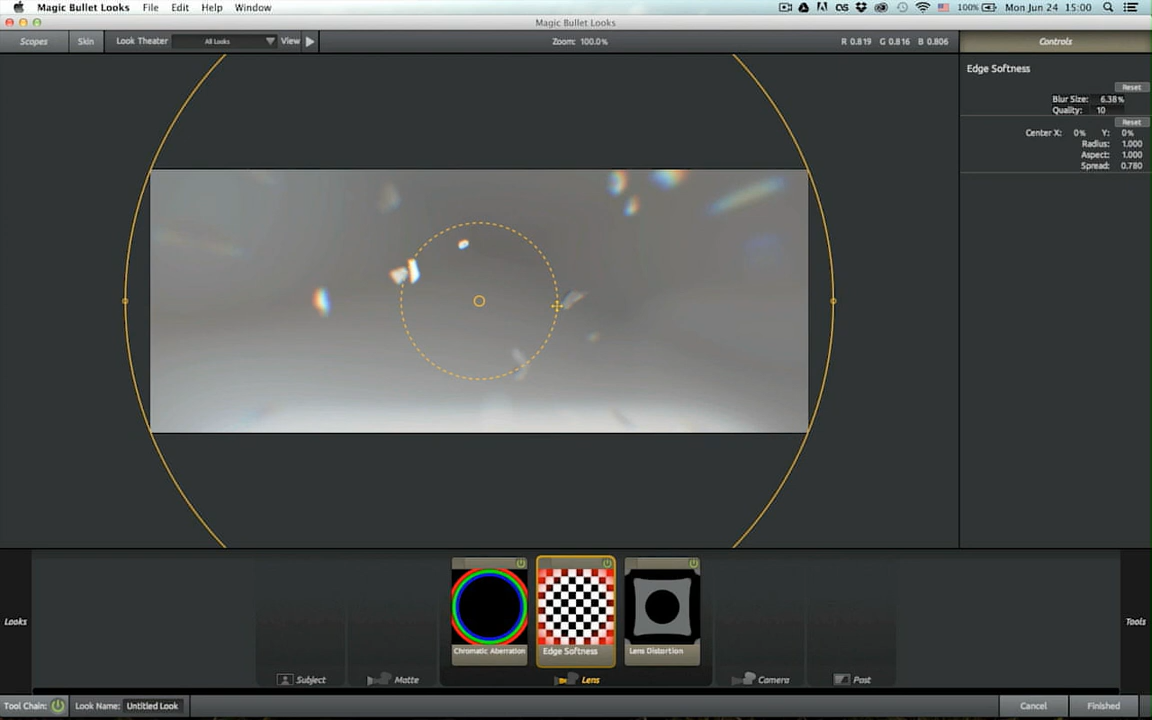 Magic Bullet Looks File Edit Help Window 100% Mon Jun 24 15:00
Magic Bullet Looks
Scopes Skin Look Theater All Looks View Zoom: 100.0% R 0.819 G 0.816 B 0.806 Controls
Edge Softness
Reset
Blur Size: 6.38%
Quality: 10
Reset
Center X: 0% Y: 0%
Radius: 1.000
Aspect: 1.000
Spread: 0.780
Looks
Chromatic Aberration Edge Softness Lens Distortion
Tools
Subject Matte Lens Camera Post
Tool Chain: Look Name: Untitled Look Cancel Finished